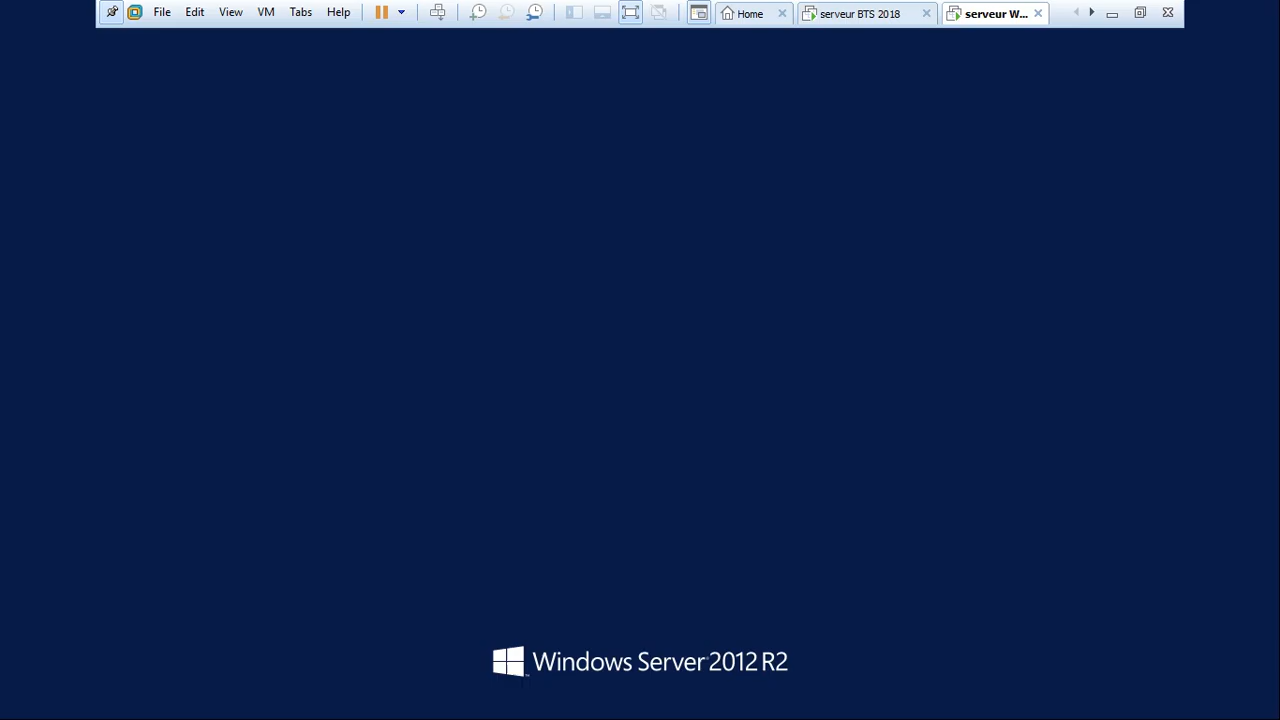 File Edit View VM Tabs Help Home serveur BTS 2018 serveur W...
Windows Server 2012 R2